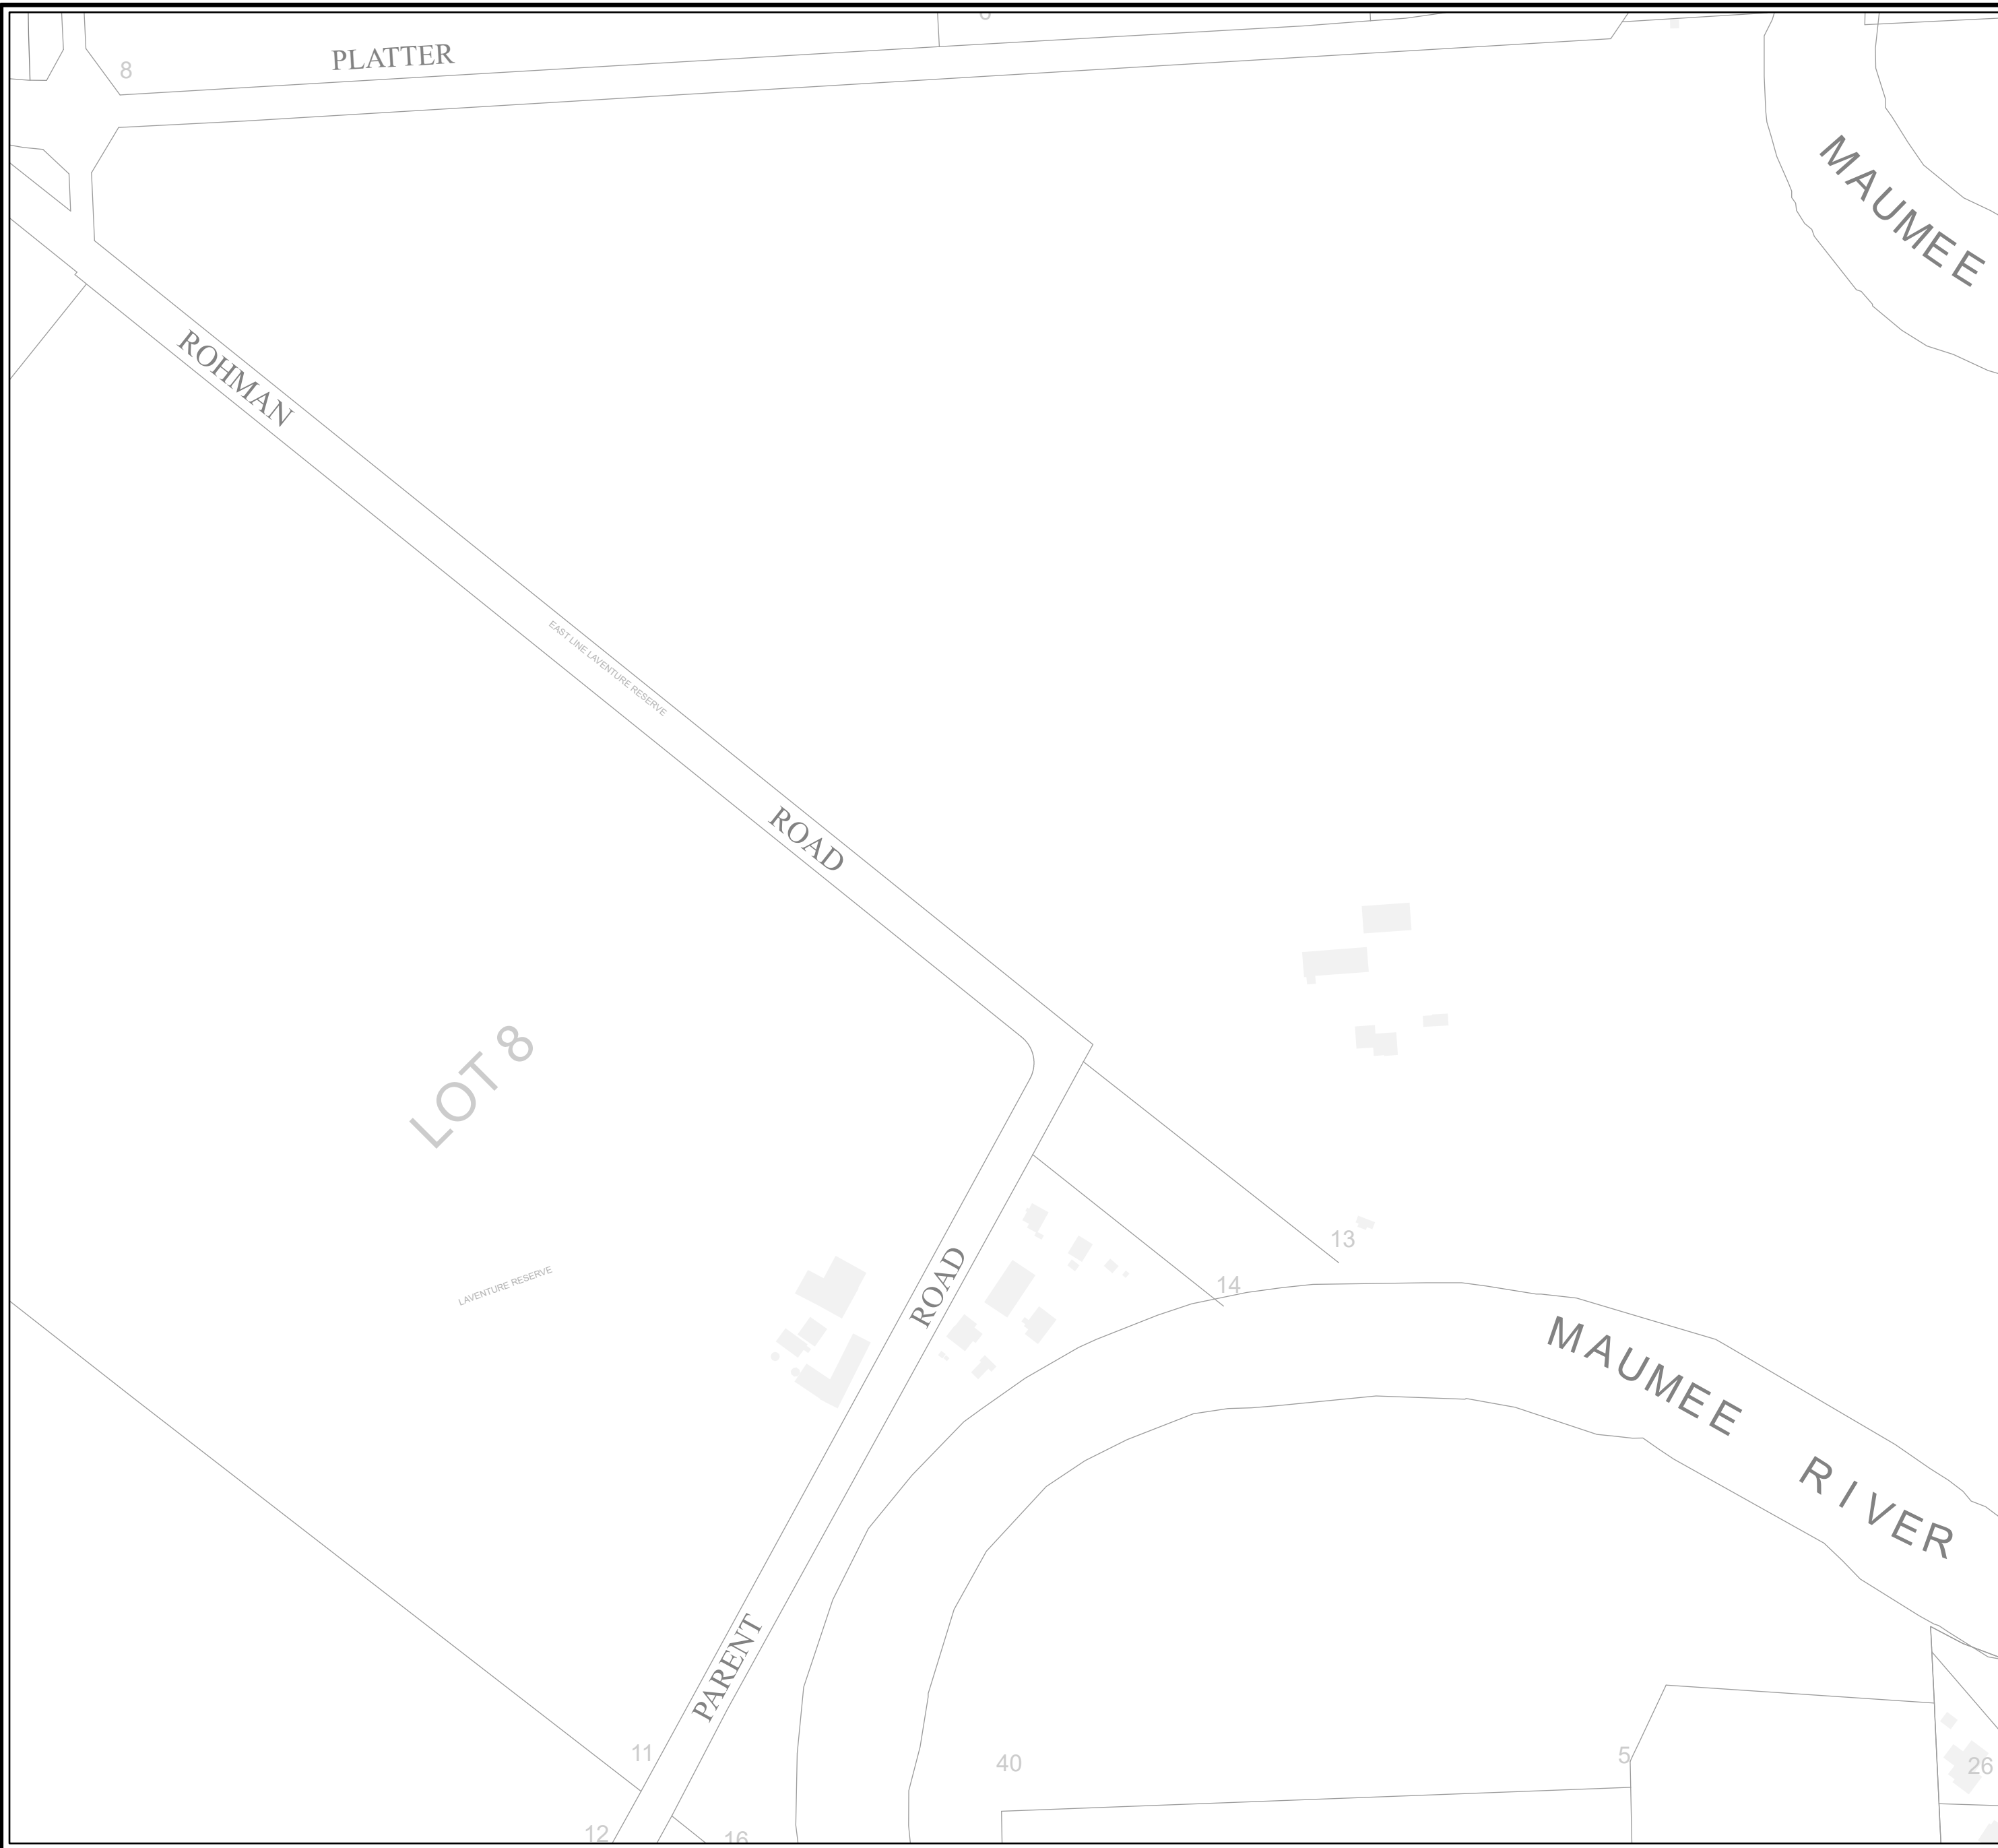 8
PLATTER
MAUMEE
ROHMAN
EAST LINE LAVENTURE RESERVE
ROAD
LOT 8
13
14
ROAD
LAVENTURE RESERVE
MAUMEE RIVER
PARENT
11
40
5
26
12
16